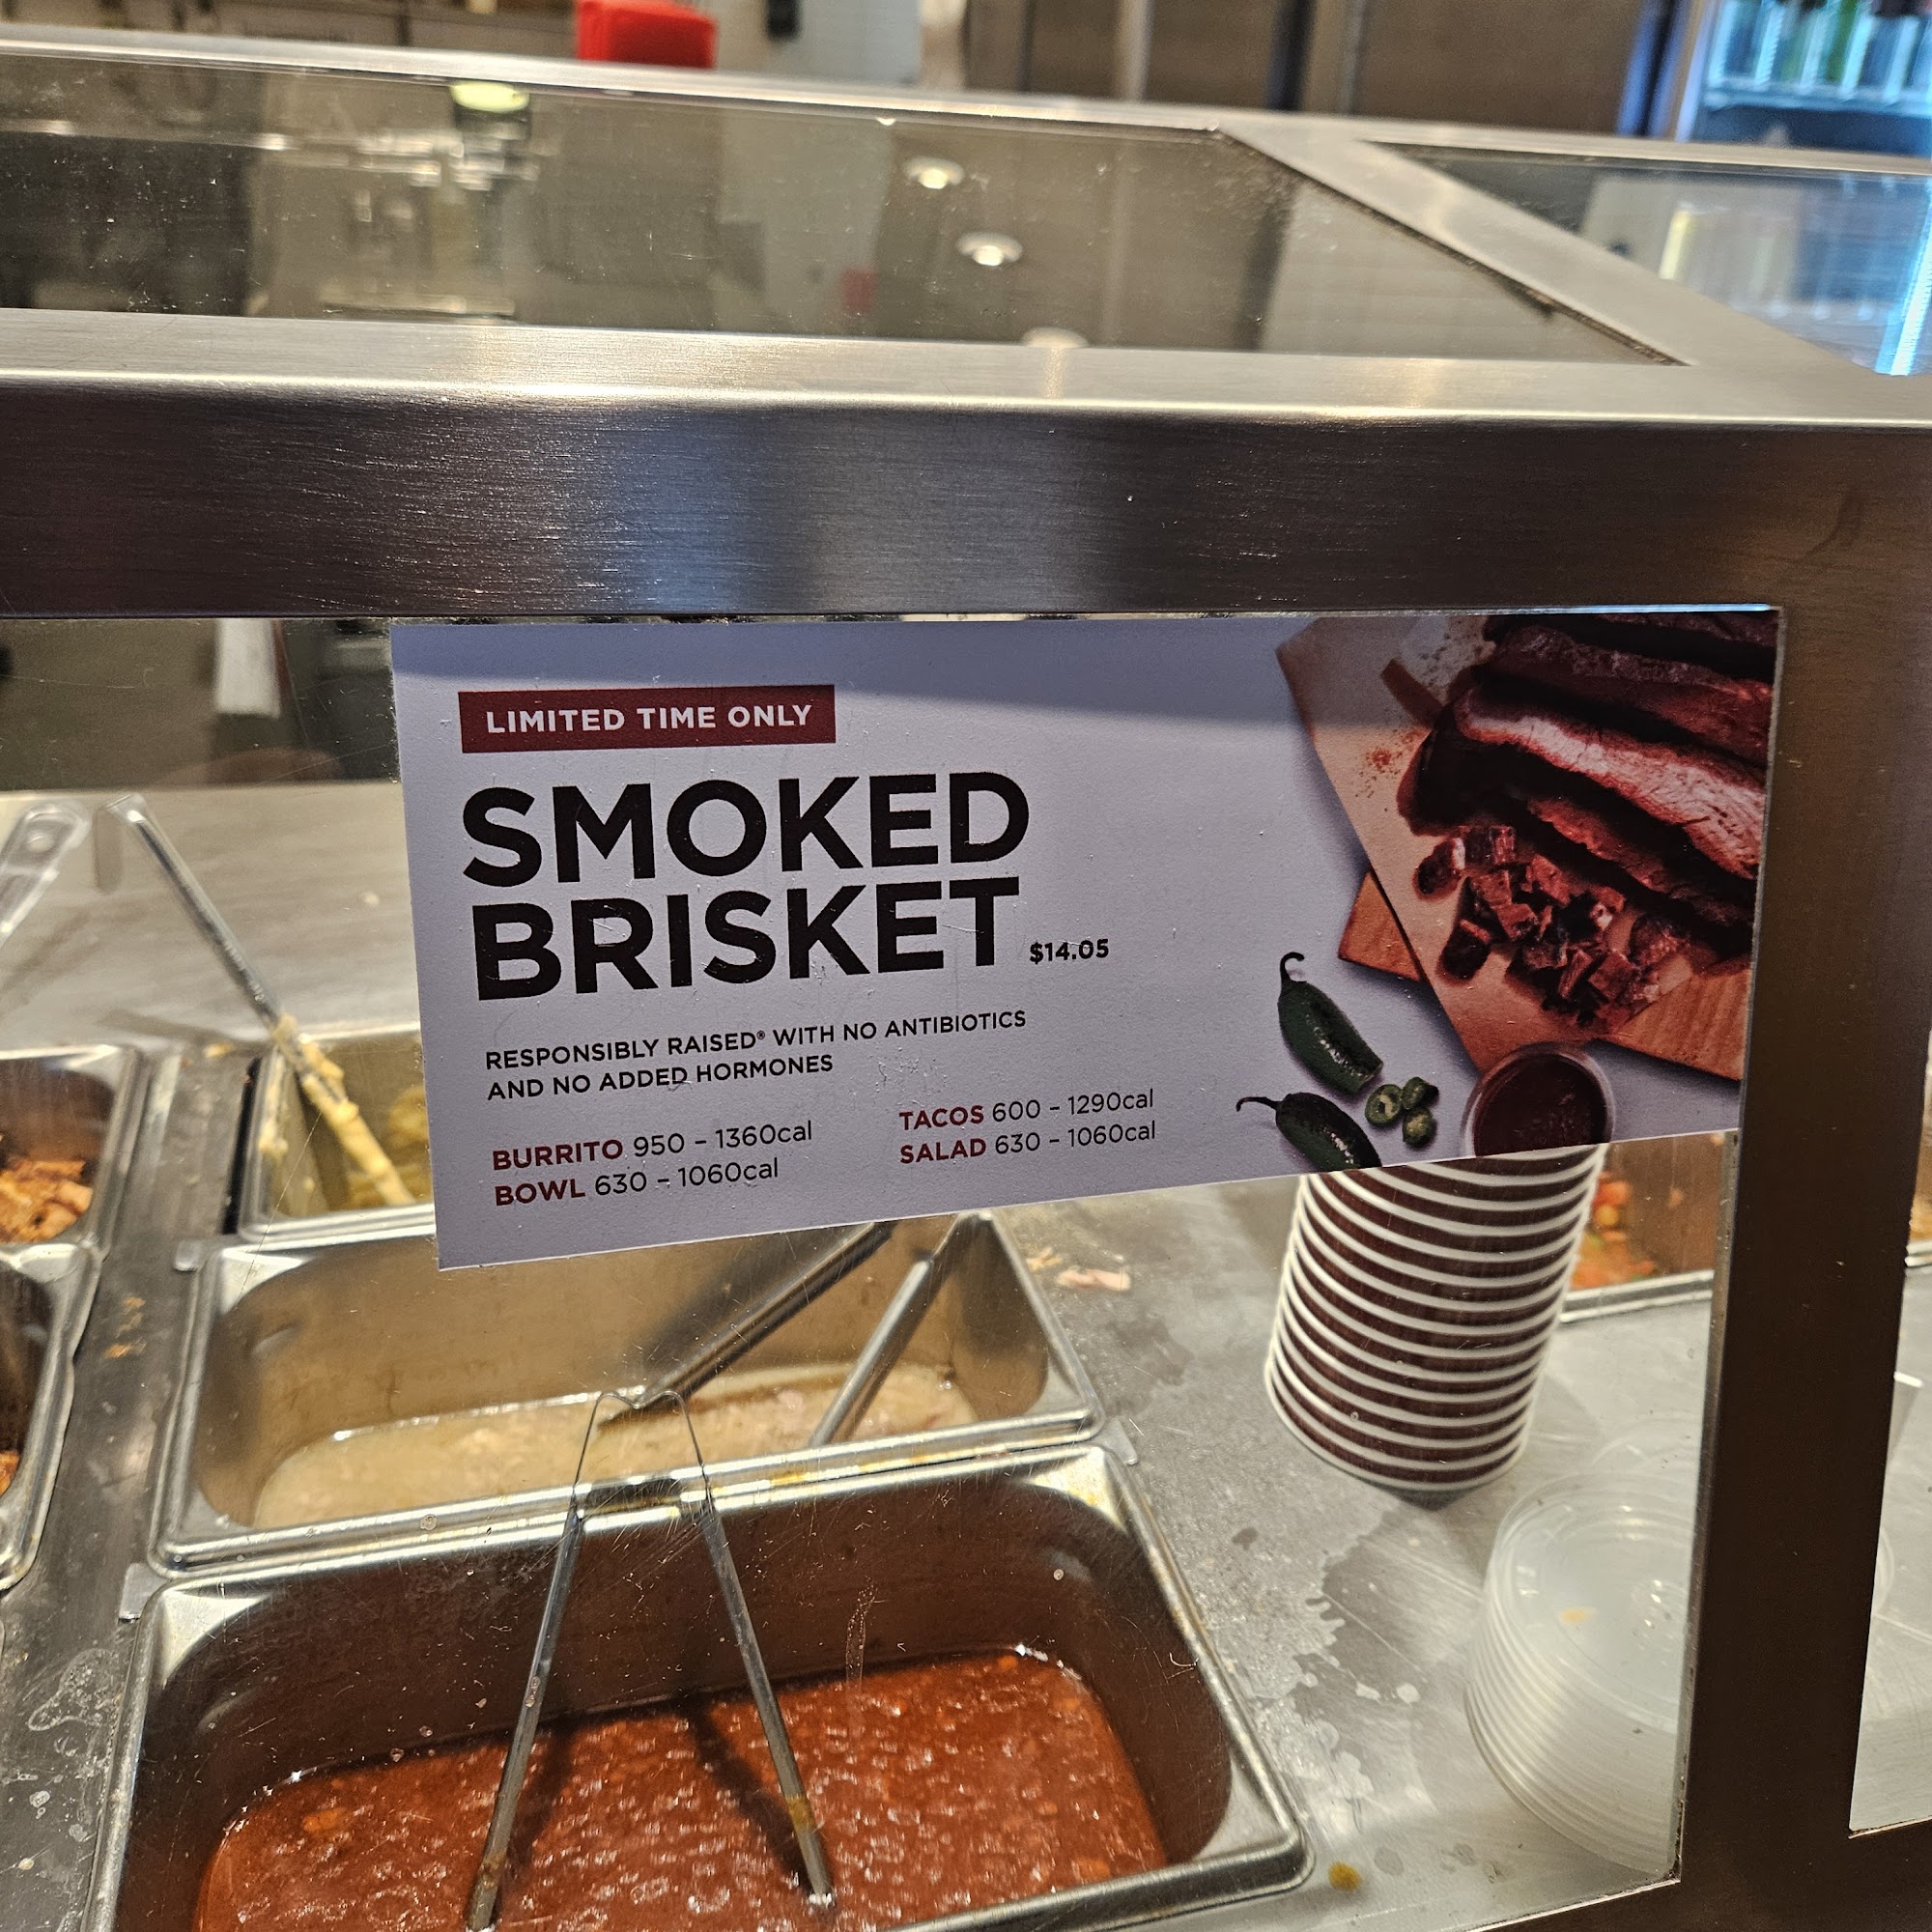 LIMITED TIME ONLY
SMOKED
BRISKET $14.05
RESPONSIBLY RAISED® WITH NO ANTIBIOTICS
AND NO ADDED HORMONES
BURRITO 950 – 1360cal
BOWL 630 – 1060cal
TACOS 600 – 1290cal
SALAD 630 – 1060cal